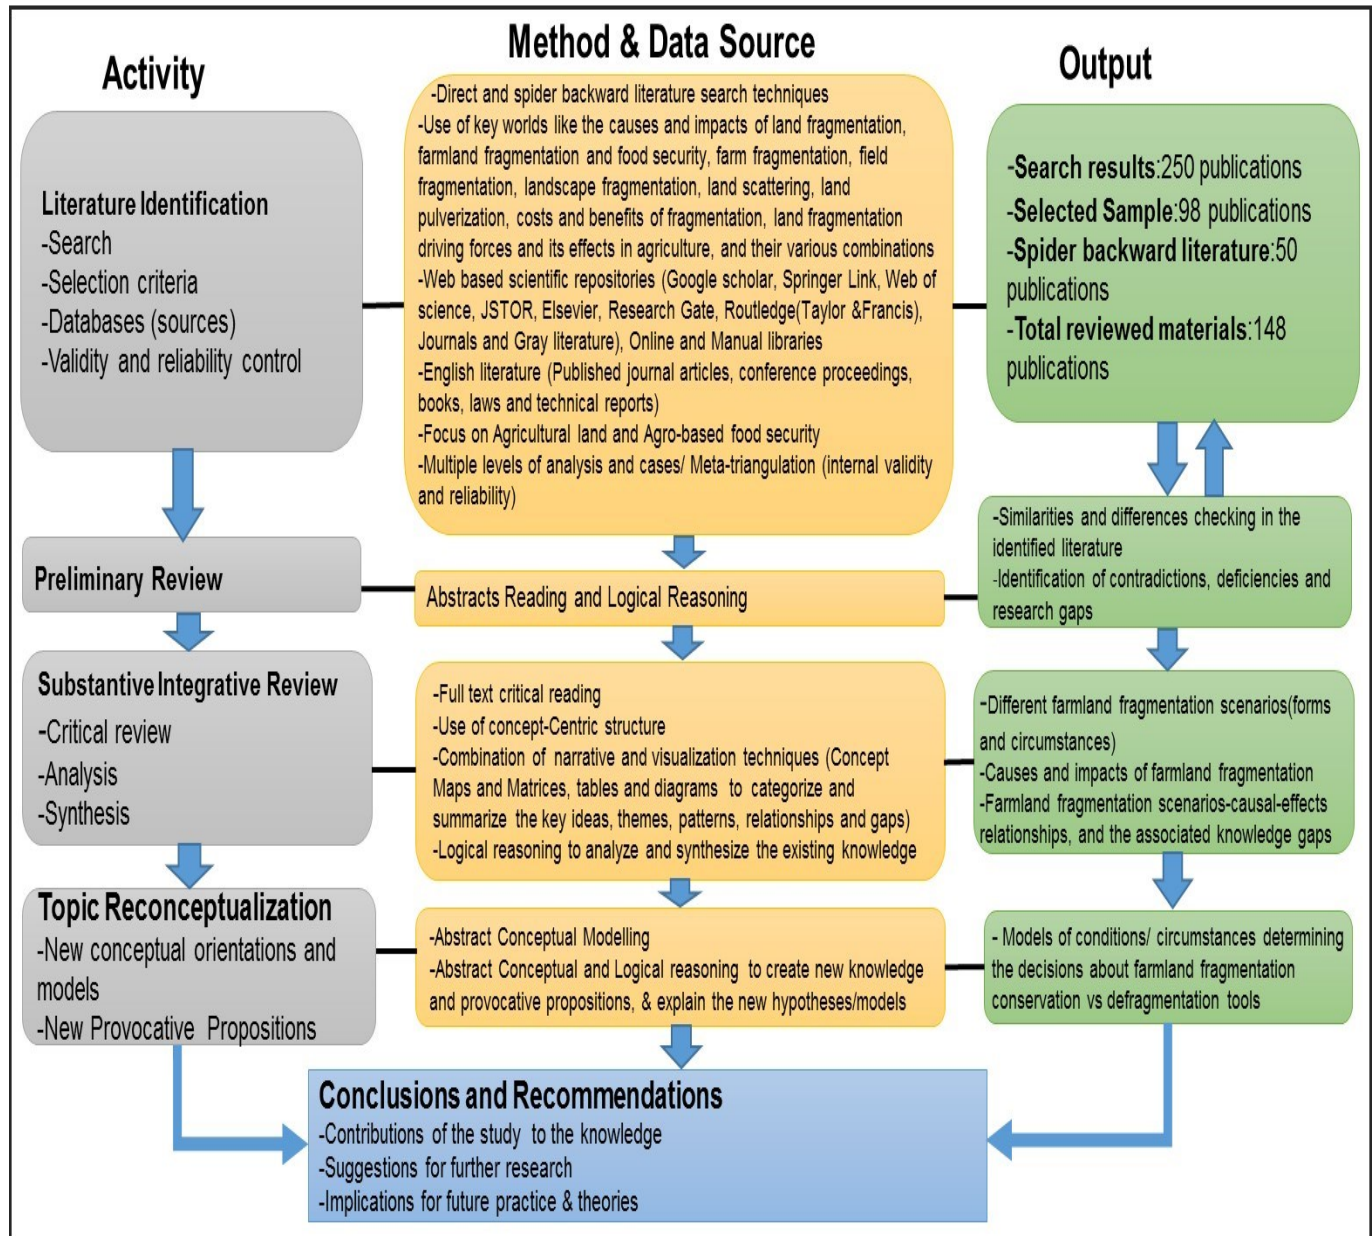 Activity
Method & Data Source
Output
Literature Identification
-Search
-Selection criteria
-Databases (sources)
-Validity and reliability control
-Direct and spider backward literature search techniques
-Use of key worlds like the causes and impacts of land fragmentation,
farmland fragmentation and food security, farm fragmentation, field
fragmentation, landscape fragmentation, land scattering, land
pulverization, costs and benefits of fragmentation, land fragmentation
driving forces and its effects in agriculture, and their various combinations
-Web based scientific repositories (Google scholar, Springer Link, Web of
science, JSTOR, Elsevier, Research Gate, Routledge(Taylor &Francis),
Journals and Gray literature), Online and Manual libraries
-English literature (Published journal articles, conference proceedings,
books, laws and technical reports)
-Focus on Agricultural land and Agro-based food security
-Multiple levels of analysis and cases/ Meta-triangulation (internal validity
and reliability)
-Search results:250 publications
-Selected Sample:98 publications
-Spider backward literature:50
publications
-Total reviewed materials:148
publications
Preliminary Review
Abstracts Reading and Logical Reasoning
-Similarities and differences checking in the
identified literature
-Identification of contradictions, deficiencies and
research gaps
Substantive Integrative Review
-Critical review
-Analysis
-Synthesis
-Full text critical reading
-Use of concept-Centric structure
-Combination of narrative and visualization techniques (Concept
Maps and Matrices, tables and diagrams to categorize and
summarize the key ideas, themes, patterns, relationships and gaps)
-Logical reasoning to analyze and synthesize the existing knowledge
-Different farmland fragmentation scenarios(forms
and circumstances)
-Causes and impacts of farmland fragmentation
-Farmland fragmentation scenarios-causal-effects
relationships, and the associated knowledge gaps
Topic Reconceptualization
-New conceptual orientations and
models
-New Provocative Propositions
-Abstract Conceptual Modelling
-Abstract Conceptual and Logical reasoning to create new knowledge
and provocative propositions, & explain the new hypotheses/models
- Models of conditions/ circumstances determining
the decisions about farmland fragmentation
conservation vs defragmentation tools
Conclusions and Recommendations
-Contributions of the study to the knowledge
-Suggestions for further research
-Implications for future practice & theories